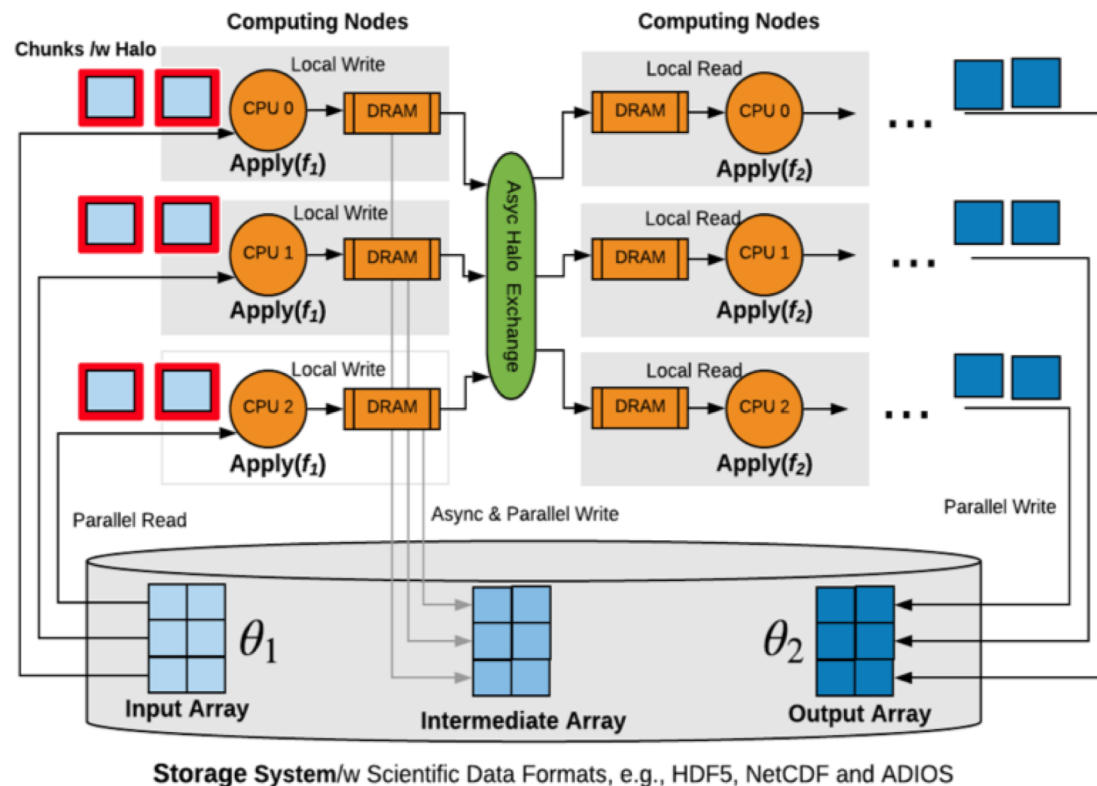 Computing Nodes
Computing Nodes
Chunks /w Halo
Local Write
CPU 0
DRAM
Apply(f₁)
Local Read
DRAM
CPU 0
Apply(f₂)
...
Local Write
CPU 1
DRAM
Apply(f₁)
Asyc Halo Exchange
Local Read
DRAM
CPU 1
Apply(f₂)
...
Local Write
CPU 2
DRAM
Apply(f₁)
Local Read
DRAM
CPU 2
Apply(f₂)
...
Parallel Read
Async & Parallel Write
Parallel Write
θ₁
θ₂
Input Array
Intermediate Array
Output Array
Storage System/w Scientific Data Formats, e.g., HDF5, NetCDF and ADIOS